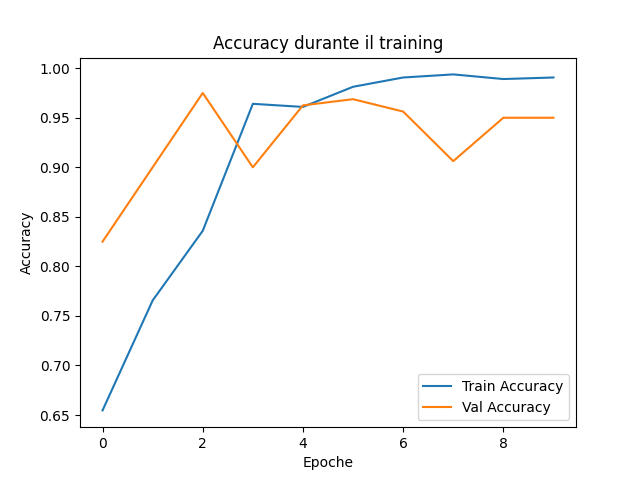 Accuracy durante il training
1.00
0.95
0.90
0.85
0.80
0.75
0.70
0.65
Accuracy
0 2 4 6 8
Epoche
Train Accuracy
Val Accuracy